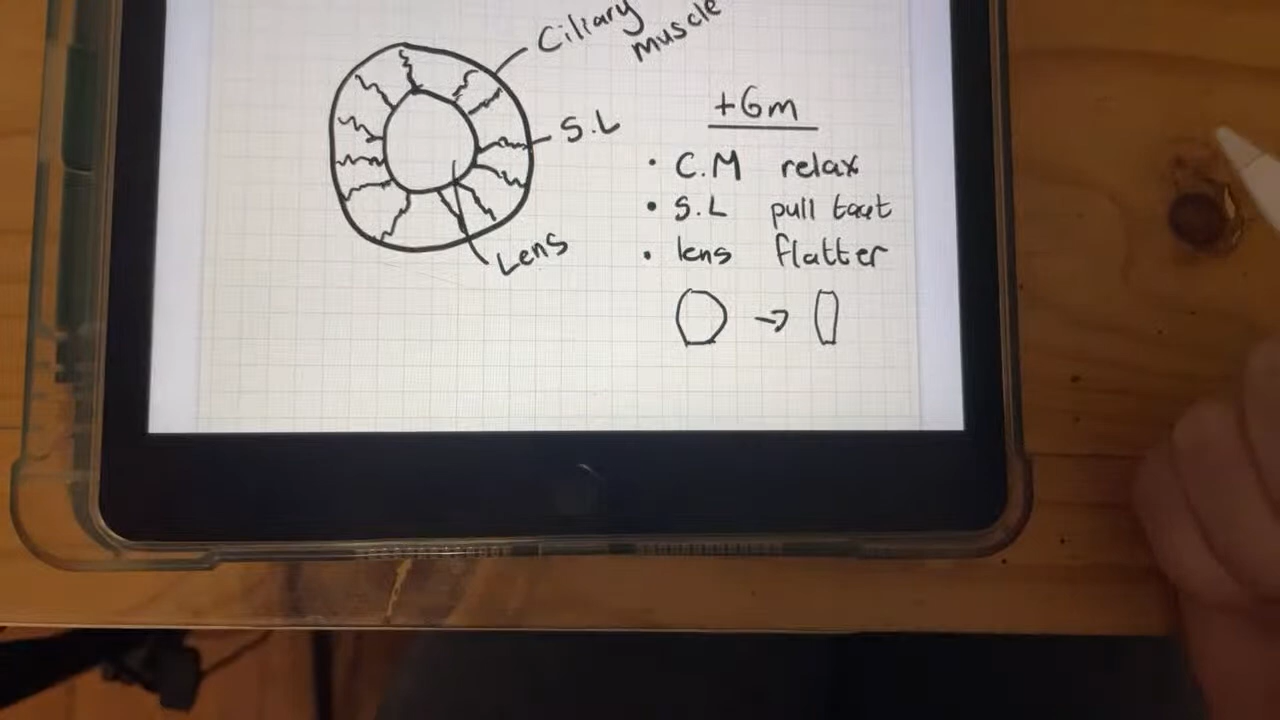 Ciliary
muscle
S.L
Lens
+6m
• C.M relax
• S.L pull taut
• lens flatter